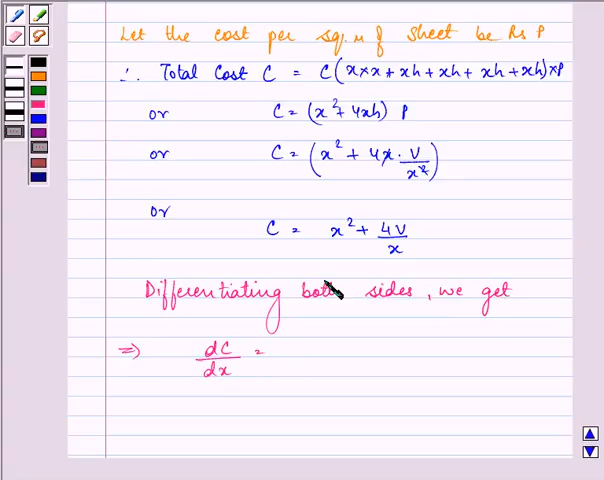 Let the cost per sq. m of sheet be Rs P
∴ Total Cost C = C(x×x + xh + xh + xh + xh)×P
or C = (x² + 4xh) P
or C = (x² + 4x · V/x²)
or C = x² + 4V/x
Differentiating both sides, we get
⇒ dC/dx =